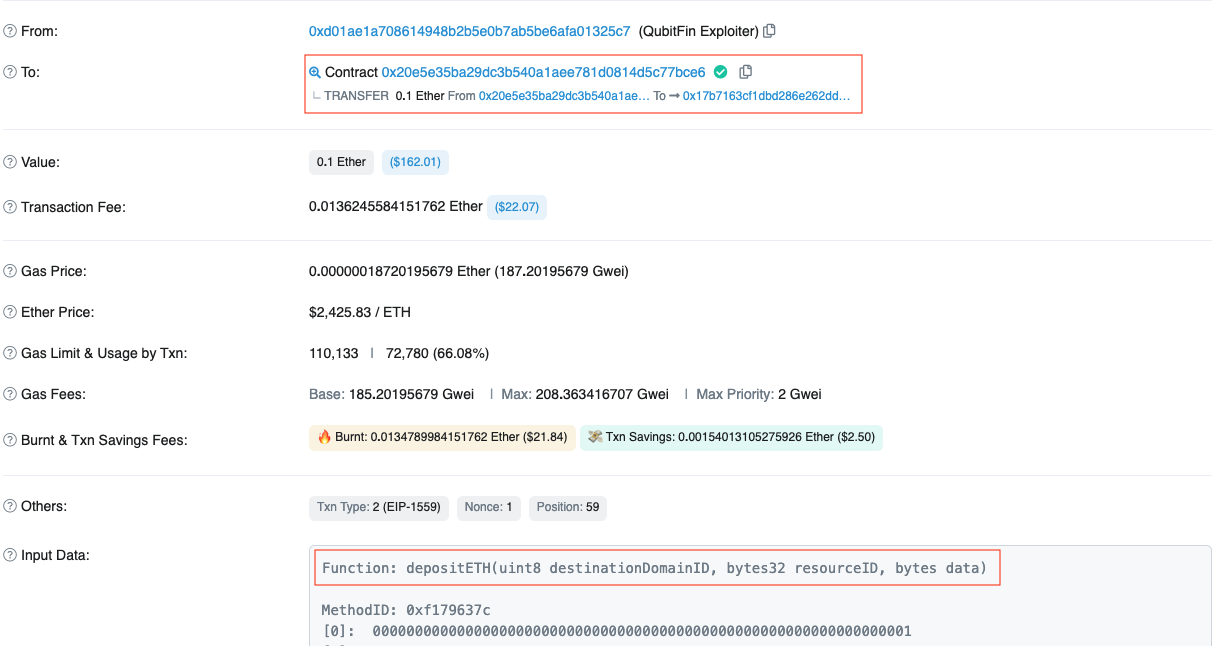 From: 0xd01ae1a708614948b2b5e0b7ab5be6afa01325c7 (QubitFin Exploiter)
To: Contract 0x20e5e35ba29dc3b540a1aee781d0814d5c77bce6
TRANSFER 0.1 Ether From 0x20e5e35ba29dc3b540a1ae... To → 0x17b7163cf1dbd286e262dd...
Value: 0.1 Ether ($162.01)
Transaction Fee: 0.0136245584151762 Ether ($22.07)
Gas Price: 0.00000018720195679 Ether (187.20195679 Gwei)
Ether Price: $2,425.83 / ETH
Gas Limit & Usage by Txn: 110,133 | 72,780 (66.08%)
Gas Fees: Base: 185.20195679 Gwei | Max: 208.363416707 Gwei | Max Priority: 2 Gwei
Burnt & Txn Savings Fees: 🔥 Burnt: 0.0134789984151762 Ether ($21.84) 💸 Txn Savings: 0.00154013105275926 Ether ($2.50)
Others: Txn Type: 2 (EIP-1559) Nonce: 1 Position: 59
Input Data:
Function: depositETH(uint8 destinationDomainID, bytes32 resourceID, bytes data)
MethodID: 0xf179637c
[0]: 0000000000000000000000000000000000000000000000000000000000000001